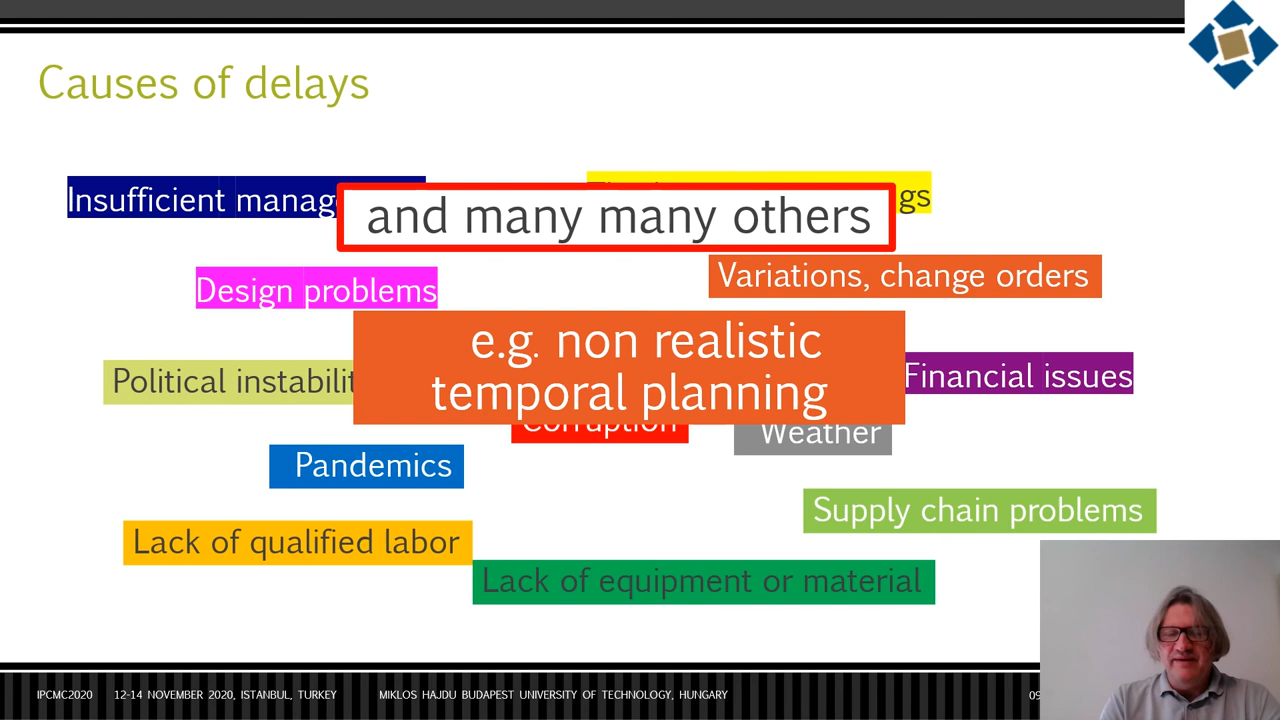 Causes of delays
Insufficient
gs
and many many others
Variations, change orders
Design problems
e.g. non realistic
temporal planning
Financial issues
Political
Corruption
Weather
Pandemics
Supply chain problems
Lack of qualified labor
Lack of equipment or material
IPCMC2020 12-14 NOVEMBER 2020, ISTANBUL, TURKEY MIKLOS HAJDU BUDAPEST UNIVERSITY OF TECHNOLOGY, HUNGARY 09